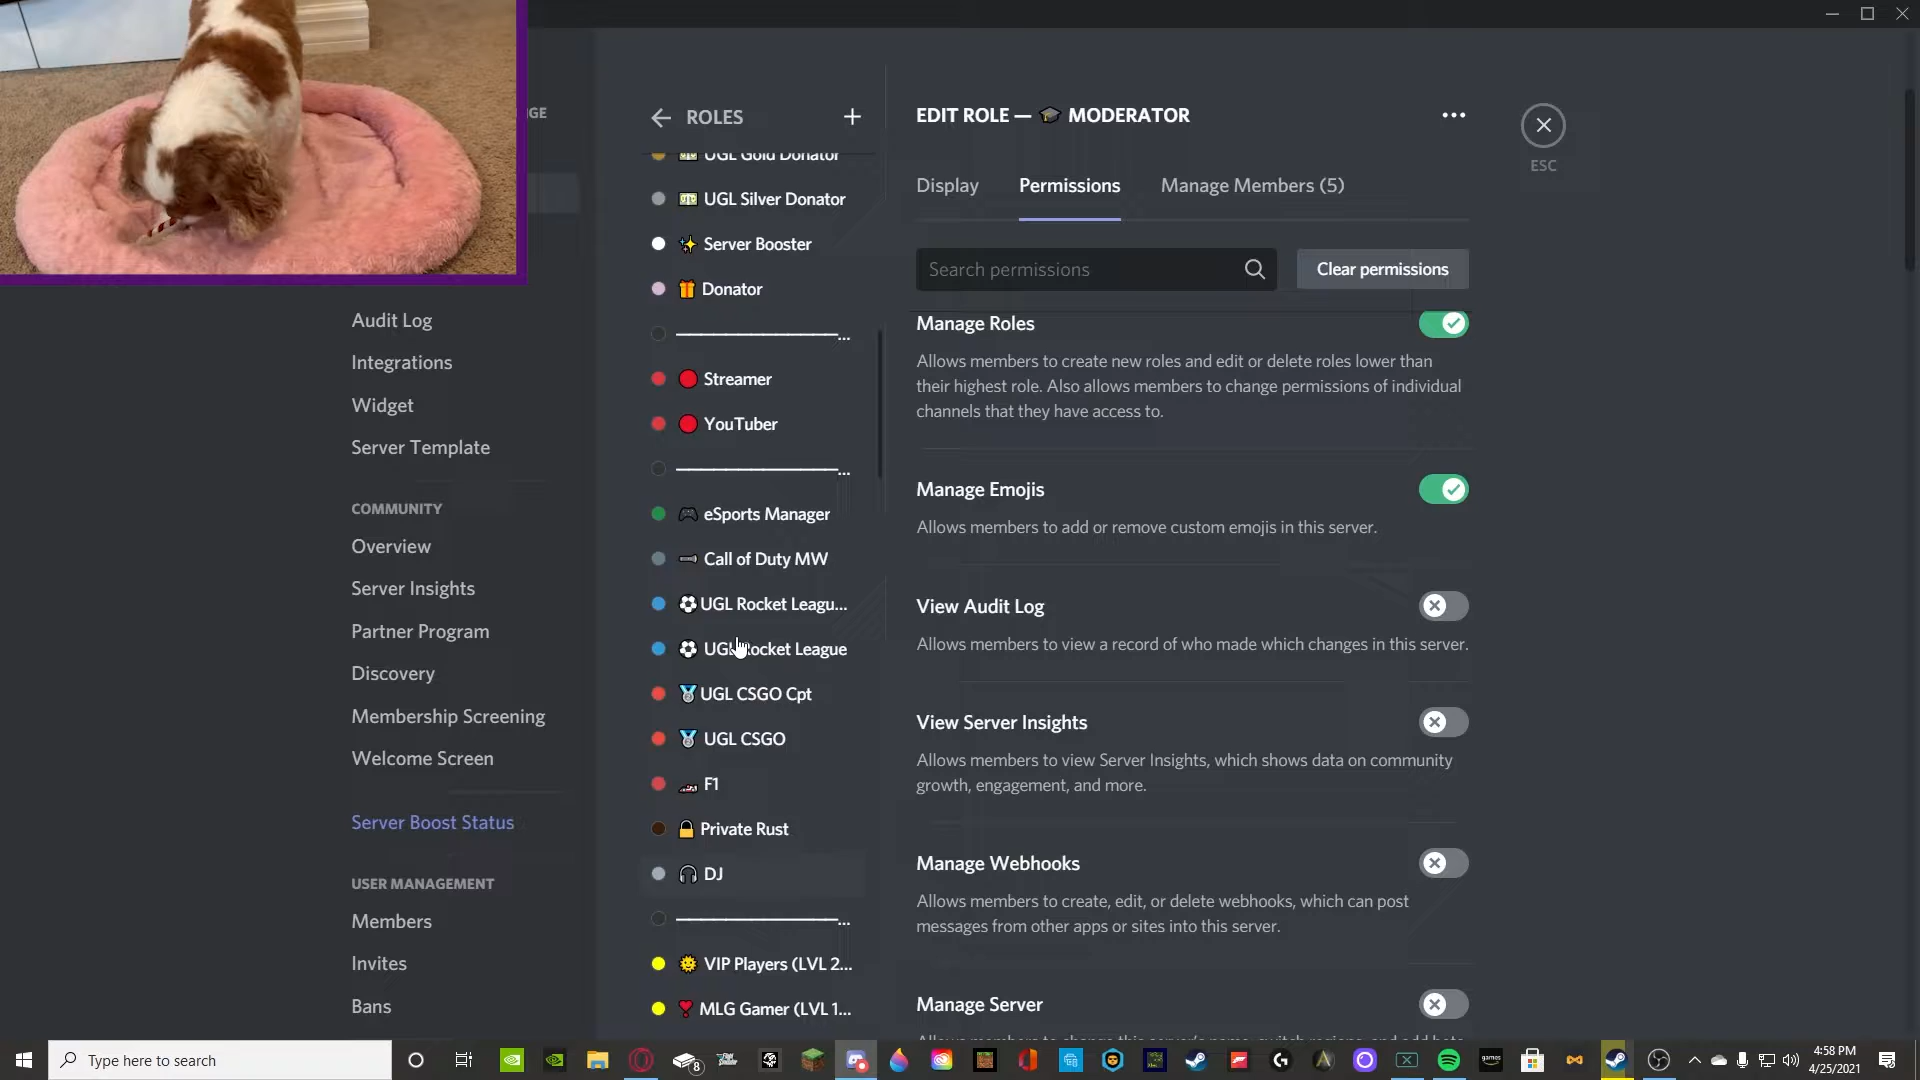 GE
Audit Log
Integrations
Widget
Server Template
COMMUNITY
Overview
Server Insights
Partner Program
Discovery
Membership Screening
Welcome Screen
Server Boost Status
USER MANAGEMENT
Members
Invites
Bans
ROLES
UGL Gold Donator
UGL Silver Donator
Server Booster
Donator
Streamer
YouTuber
eSports Manager
Call of Duty MW
UGL Rocket Leagu...
UGL Rocket League
UGL CSGO Cpt
UGL CSGO
F1
Private Rust
DJ
VIP Players (LVL 2...
MLG Gamer (LVL 1...
EDIT ROLE — 🎓 MODERATOR
Display Permissions Manage Members (5)
Search permissions
Clear permissions
ESC
Manage Roles
Allows members to create new roles and edit or delete roles lower than
their highest role. Also allows members to change permissions of individual
channels that they have access to.
Manage Emojis
Allows members to add or remove custom emojis in this server.
View Audit Log
Allows members to view a record of who made which changes in this server.
View Server Insights
Allows members to view Server Insights, which shows data on community
growth, engagement, and more.
Manage Webhooks
Allows members to create, edit, or delete webhooks, which can post
messages from other apps or sites into this server.
Manage Server
Type here to search
8
games
4:58 PM
4/25/2021